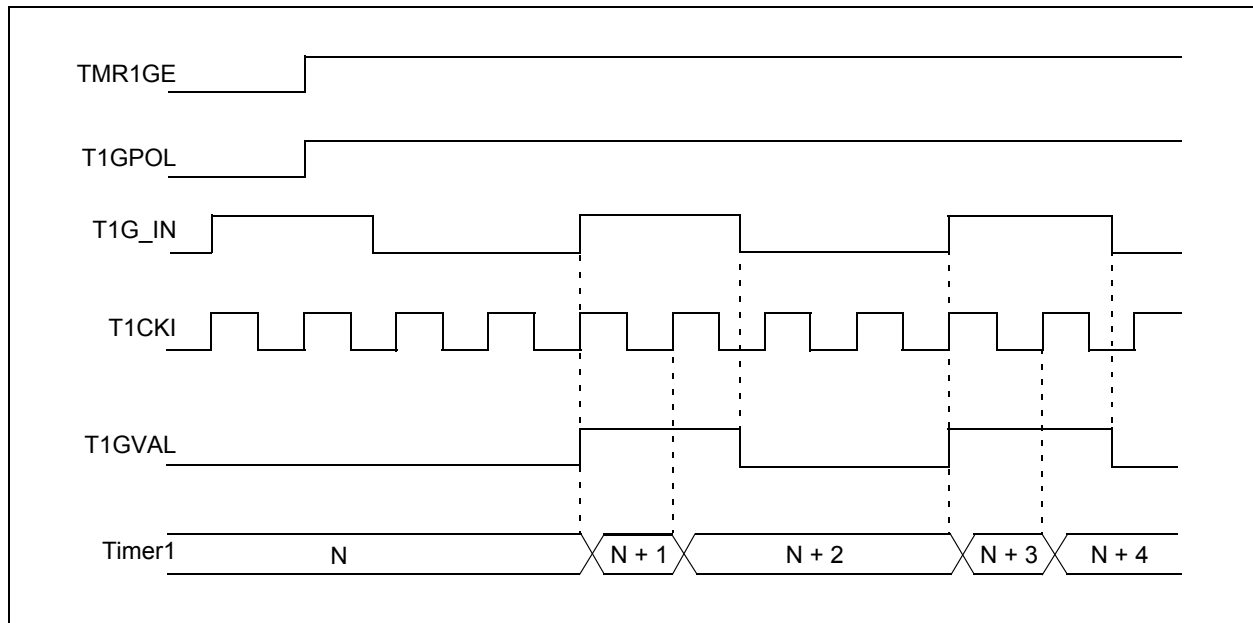 TMR1GE
T1GPOL
T1G_IN
T1CKI
T1GVAL
Timer1 N N + 1 N + 2 N + 3 N + 4